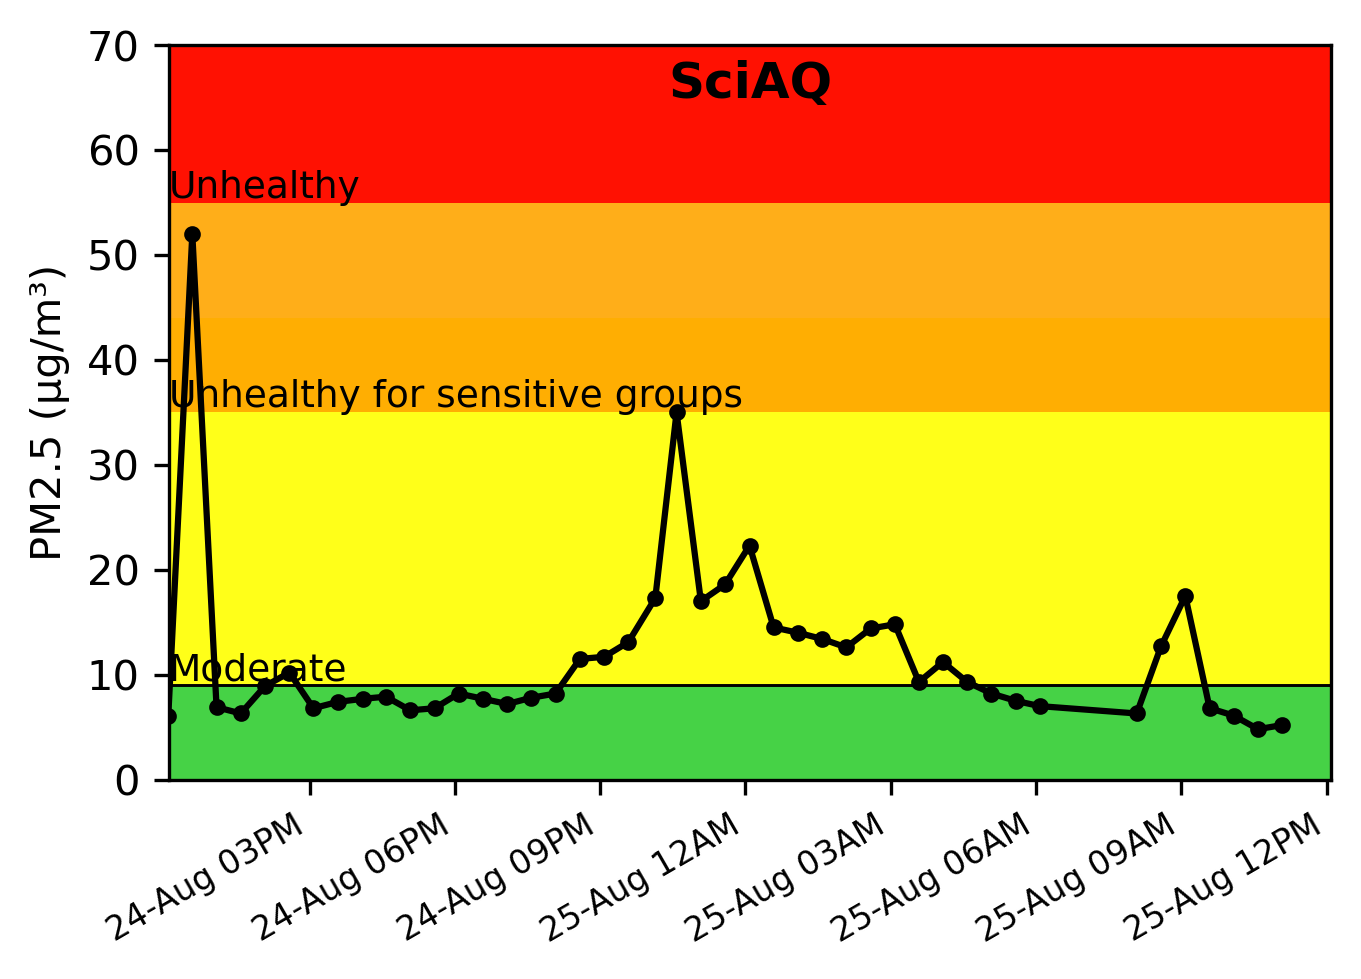 SciAQ
PM2.5 (µg/m³)
70
60
50
40
30
20
10
0
Unhealthy
Unhealthy for sensitive groups
Moderate
24-Aug 03PM
24-Aug 06PM
24-Aug 09PM
25-Aug 12AM
25-Aug 03AM
25-Aug 06AM
25-Aug 09AM
25-Aug 12PM